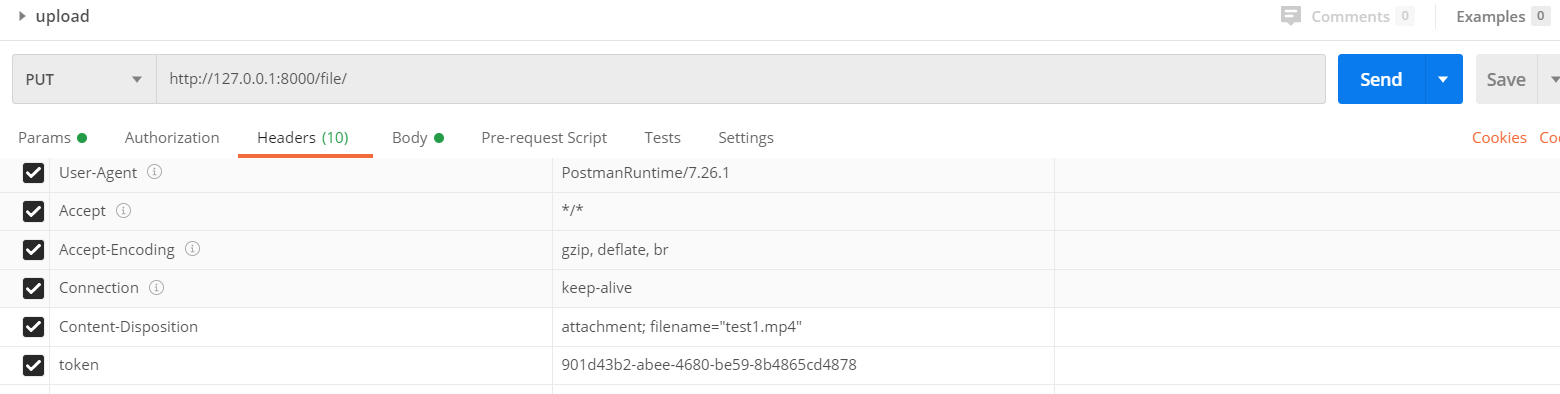 upload Comments 0 Examples 0
PUT http://127.0.0.1:8000/file/ Send Save
Params Authorization Headers (10) Body Pre-request Script Tests Settings Cookies
User-Agent PostmanRuntime/7.26.1
Accept */*
Accept-Encoding gzip, deflate, br
Connection keep-alive
Content-Disposition attachment; filename="test1.mp4"
token 901d43b2-abee-4680-be59-8b4865cd4878